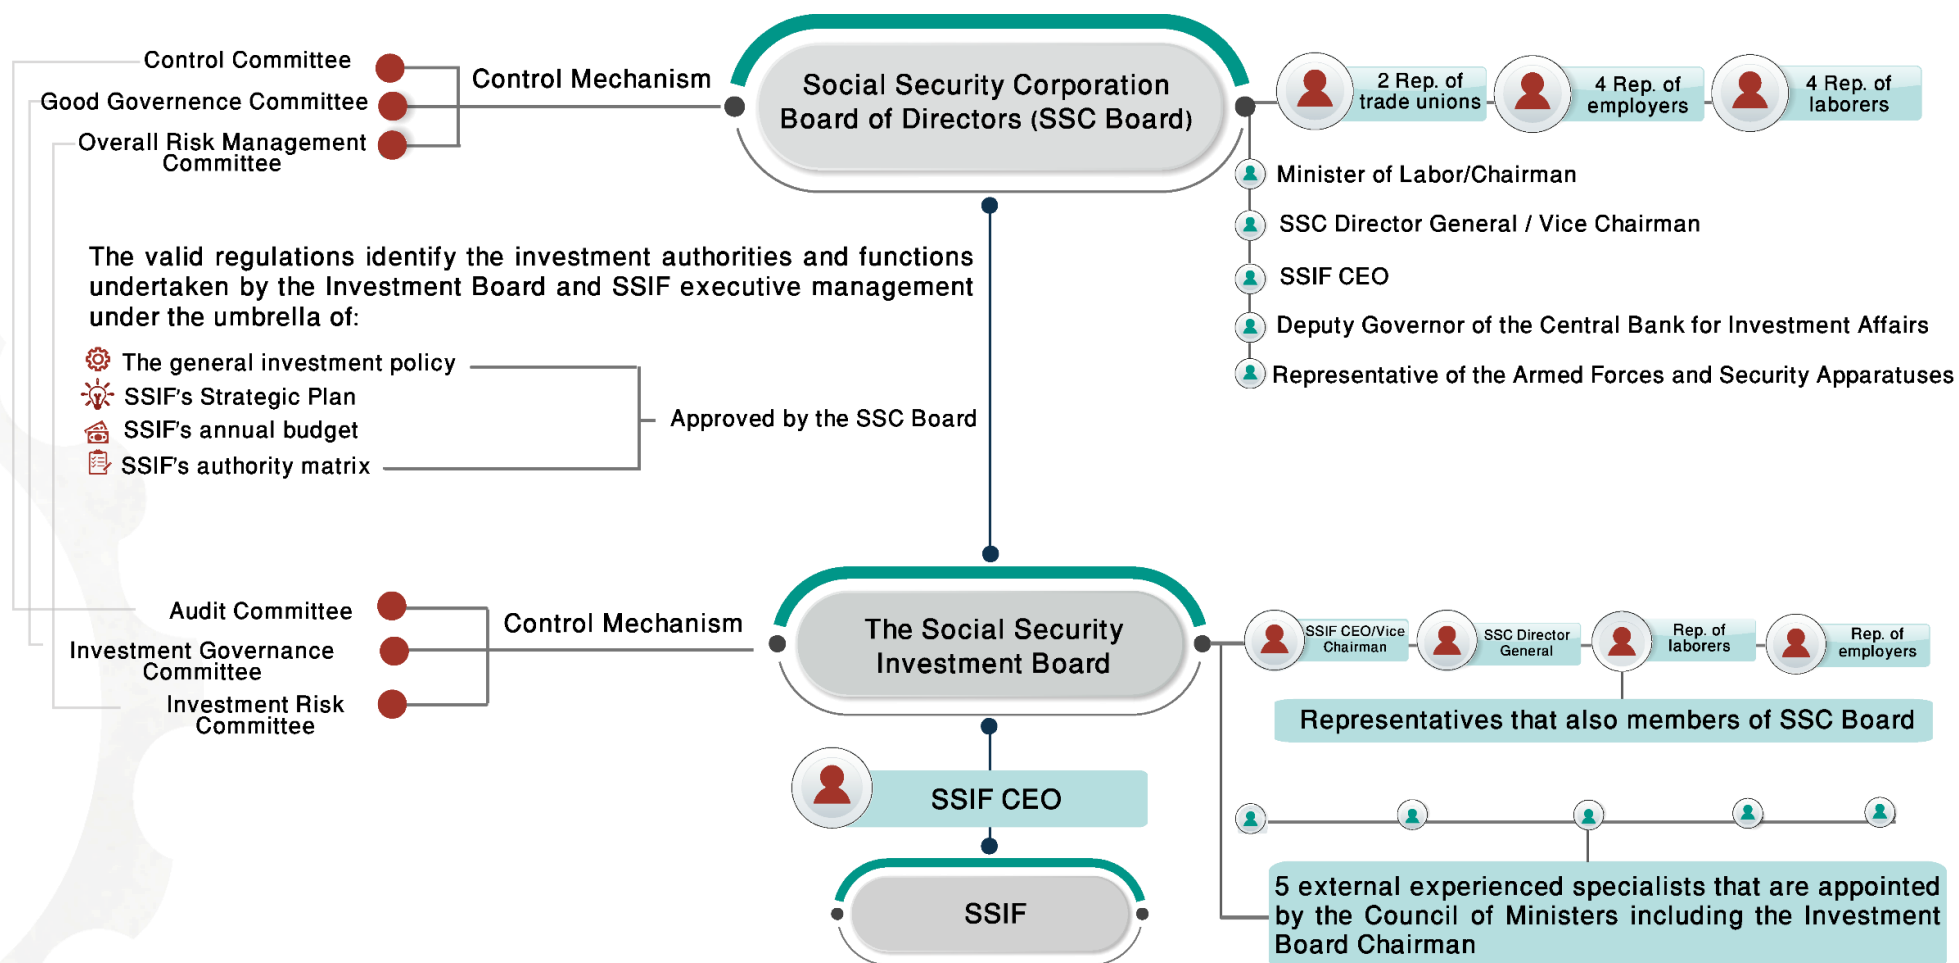 Control Committee
Good Governence Committee
Overall Risk Management
Committee
Control Mechanism
Social Security Corporation
Board of Directors (SSC Board)
2 Rep. of
trade unions
4 Rep. of
employers
4 Rep. of
laborers
Minister of Labor/Chairman
SSC Director General / Vice Chairman
SSIF CEO
Deputy Governor of the Central Bank for Investment Affairs
Representative of the Armed Forces and Security Apparatuses
The valid regulations identify the investment authorities and functions
undertaken by the Investment Board and SSIF executive management
under the umbrella of:
The general investment policy
SSIF's Strategic Plan
SSIF's annual budget
SSIF's authority matrix
Approved by the SSC Board
Audit Committee
Investment Governance
Committee
Investment Risk
Committee
Control Mechanism
The Social Security
Investment Board
SSIF CEO/Vice
Chairman
SSC Director
General
Rep. of
laborers
Rep. of
employers
Representatives that also members of SSC Board
SSIF CEO
SSIF
5 external experienced specialists that are appointed
by the Council of Ministers including the Investment
Board Chairman